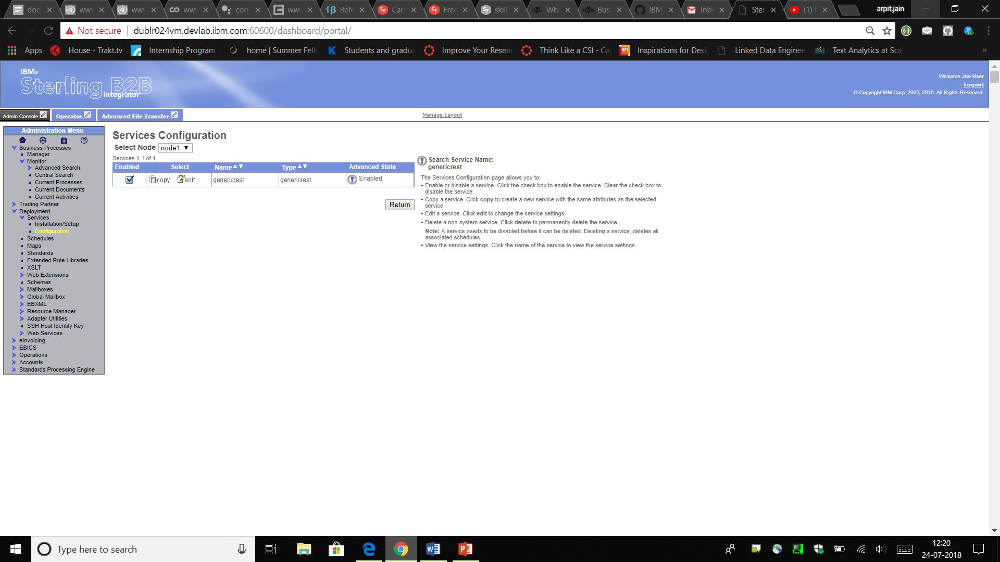 doc
www
www
www
con
www
Refe
Car
Free
skill
Wh
Bus
IBM
Inb
Ster
(1)
arpit.jain
Not secure
dublr024vm.devlab.ibm.com:60600/dashboard/portal/
Apps
House - Trakt.tv
Internship Program
home | Summer Fell
Students and gradua
Improve Your Resear
Think Like a CSI - Ca
Inspirations for Desig
Linked Data Enginee
Text Analytics at Scal
»
IBM®
Sterling B2B
Integrator
Welcome Joe User
Logout
© Copyright IBM Corp. 2000, 2016. All Rights Reserved.
Admin Console
Operator
Advanced File Transfer
Manage Layout
Administration Menu
Business Processes
Manager
Monitor
Advanced Search
Central Search
Current Processes
Current Documents
Current Activities
Trading Partner
Deployment
Services
Installation/Setup
Configuration
Schedules
Maps
Standards
Extended Rule Libraries
XSLT
Web Extensions
Schemas
Mailboxes
Global Mailbox
EBXML
Resource Manager
Adapter Utilities
SSH Host Identity Key
Web Services
eInvoicing
EBICS
Operations
Accounts
Standards Processing Engine
Services Configuration
Select Node node1
Services 1-1 of 1
Enabled Select Name Type Advanced State
copy edit genericrest genericrest Enabled
Return
Search Service Name:
genericrest
The Services Configuration page allows you to:
• Enable or disable a service. Click the check box to enable the service. Clear the check box to
disable the service.
• Copy a service. Click copy to create a new service with the same attributes as the selected
service.
• Edit a service. Click edit to change the service settings.
• Delete a non-system service. Click delete to permanently delete the service.
Note: A service needs to be disabled before it can be deleted. Deleting a service, deletes all
associated schedules.
• View the service settings. Click the name of the service to view the service settings.
Type here to search
12:20
24-07-2018